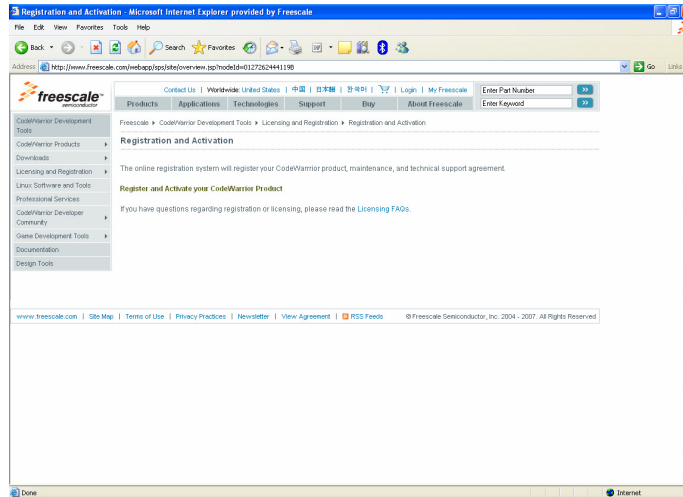 Registration and Activation - Microsoft Internet Explorer provided by Freescale
File Edit View Favorites Tools Help
Back Search Favorites
Address http://www.freescale.com/webapp/sps/site/overview.jsp?nodeId=01272624441198 Go Links
freescale™
semiconductor
Contact Us | Worldwide: United States | 中国 | 日本語 | 한국어 | Login | My Freescale
Enter Part Number
Products Applications Technologies Support Buy About Freescale
Enter Keyword
CodeWarrior Development Tools
CodeWarrior Products
Downloads
Licensing and Registration
Linux Software and Tools
Professional Services
CodeWarrior Developer Community
Game Development Tools
Documentation
Design Tools
Freescale ▸ CodeWarrior Development Tools ▸ Licensing and Registration ▸ Registration and Activation
Registration and Activation
The online registration system will register your CodeWarrrior product, maintenance, and technical support agreement.
Register and Activate your CodeWarrior Product
If you have questions regarding registration or licensing, please read the Licensing FAQs.
www.freescale.com | Site Map | Terms of Use | Privacy Practices | Newsletter | View Agreement | RSS Feeds © Freescale Semiconductor, Inc. 2004 - 2007. All Rights Reserved
Done Internet